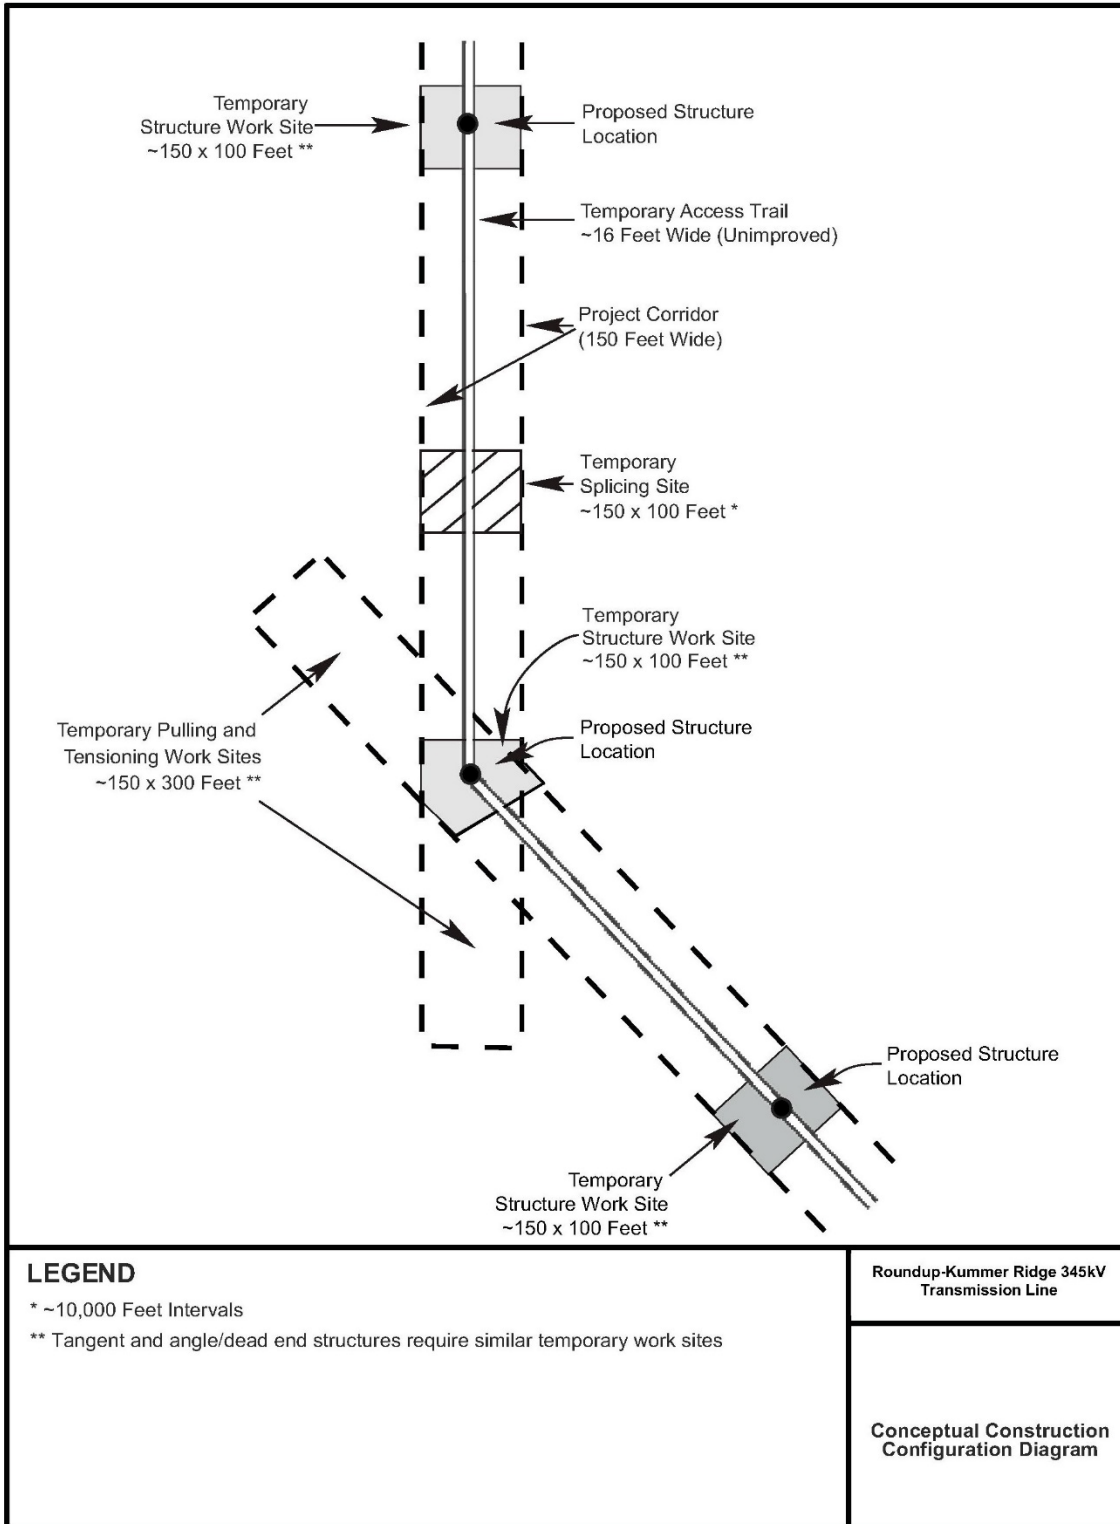 Temporary
Structure Work Site
~150 x 100 Feet **
Proposed Structure
Location
Temporary Access Trail
~16 Feet Wide (Unimproved)
Project Corridor
(150 Feet Wide)
Temporary
Splicing Site
~150 x 100 Feet *
Temporary
Structure Work Site
~150 x 100 Feet **
Temporary Pulling and
Tensioning Work Sites
~150 x 300 Feet **
Proposed Structure
Location
Proposed Structure
Location
Temporary
Structure Work Site
~150 x 100 Feet **
LEGEND
* ~10,000 Feet Intervals
** Tangent and angle/dead end structures require similar temporary work sites
Roundup-Kummer Ridge 345kV
Transmission Line
Conceptual Construction
Configuration Diagram